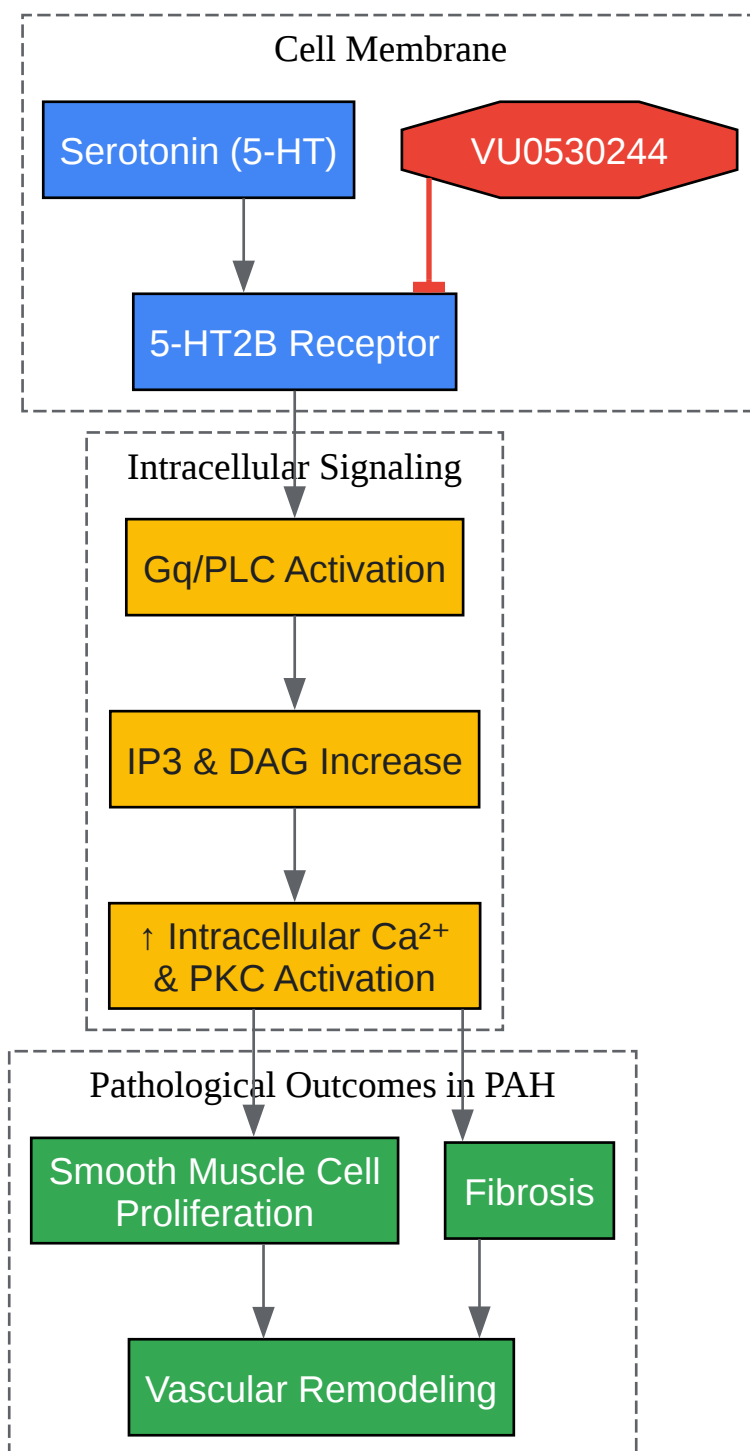 Cell Membrane
Serotonin (5-HT)
VU0530244
5-HT2B Receptor
Intracellular Signaling
Gq/PLC Activation
IP3 & DAG Increase
↑ Intracellular Ca²⁺
& PKC Activation
Pathological Outcomes in PAH
Smooth Muscle Cell
Proliferation
Fibrosis
Vascular Remodeling